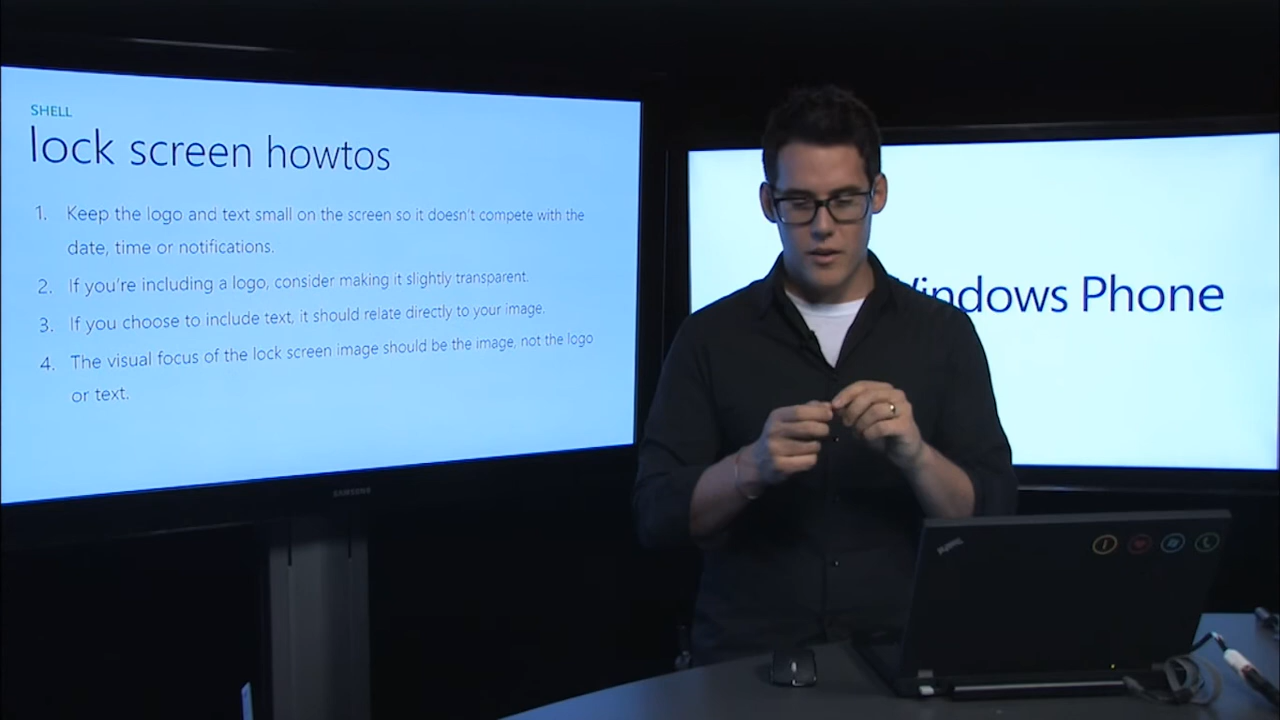 SHELL
lock screen howtos
1. Keep the logo and text small on the screen so it doesn't compete with the
date, time or notifications.
2. If you're including a logo, consider making it slightly transparent.
3. If you choose to include text, it should relate directly to your image.
4. The visual focus of the lock screen image should be the image, not the logo
or text.
SAMSUNG
Windows Phone
ThinkPad